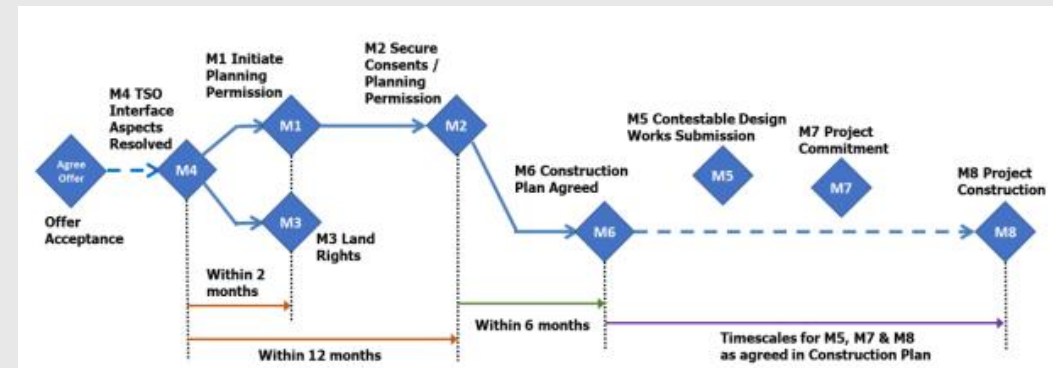 M4 TSO
Interface
Aspects
Resolved
M1 Initiate
Planning
Permission
M2 Secure
Consents /
Planning
Permission
Agree
Offer
M4
M1
M2
M3
Offer
Acceptance
M3 Land
Rights
M6 Construction
Plan Agreed
M5 Contestable Design
Works Submission
M7 Project
Commitment
M8 Project
Construction
M5
M7
M6
M8
Within 2
months
Within 12 months
Within 6 months
Timescales for M5, M7 & M8
as agreed in Construction Plan